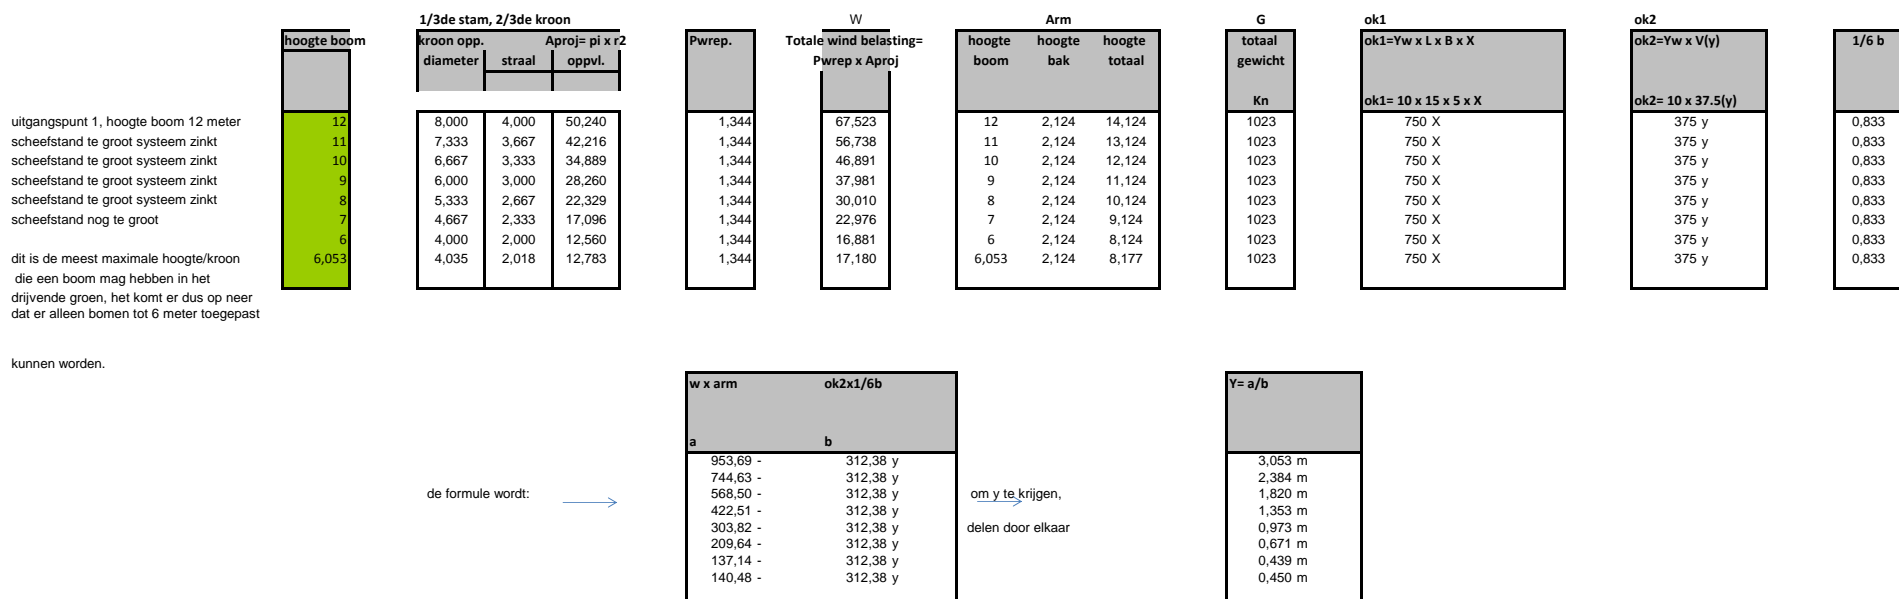 1/3de stam, 2/3de kroon W Arm G ok1 ok2
hoogte boom kroon opp. Aproj= pi x r2 Pwrep. Totale wind belasting= hoogte hoogte hoogte totaal ok1=Yw x L x B x X ok2=Yw x V(y) 1/6 b
diameter straal oppvl. Pwrep x Aproj boom bak totaal gewicht
Kn ok1= 10 x 15 x 5 x X ok2= 10 x 37.5(y)
uitgangspunt 1, hoogte boom 12 meter 12 8,000 4,000 50,240 1,344 67,523 12 2,124 14,124 1023 750 X 375 y 0,833
scheefstand te groot systeem zinkt 11 7,333 3,667 42,216 1,344 56,738 11 2,124 13,124 1023 750 X 375 y 0,833
scheefstand te groot systeem zinkt 10 6,667 3,333 34,889 1,344 46,891 10 2,124 12,124 1023 750 X 375 y 0,833
scheefstand te groot systeem zinkt 9 6,000 3,000 28,260 1,344 37,981 9 2,124 11,124 1023 750 X 375 y 0,833
scheefstand te groot systeem zinkt 8 5,333 2,667 22,329 1,344 30,010 8 2,124 10,124 1023 750 X 375 y 0,833
scheefstand nog te groot 7 4,667 2,333 17,096 1,344 22,976 7 2,124 9,124 1023 750 X 375 y 0,833
6 4,000 2,000 12,560 1,344 16,881 6 2,124 8,124 1023 750 X 375 y 0,833
dit is de meest maximale hoogte/kroon 6,053 4,035 2,018 12,783 1,344 17,180 6,053 2,124 8,177 1023 750 X 375 y 0,833
die een boom mag hebben in het
drijvende groen, het komt er dus op neer
dat er alleen bomen tot 6 meter toegepast
kunnen worden.
w x arm ok2x1/6b Y= a/b
a b
953,69 - 312,38 y 3,053 m
744,63 - 312,38 y 2,384 m
de formule wordt: 568,50 - 312,38 y om y te krijgen, 1,820 m
422,51 - 312,38 y 1,353 m
303,82 - 312,38 y delen door elkaar 0,973 m
209,64 - 312,38 y 0,671 m
137,14 - 312,38 y 0,439 m
140,48 - 312,38 y 0,450 m